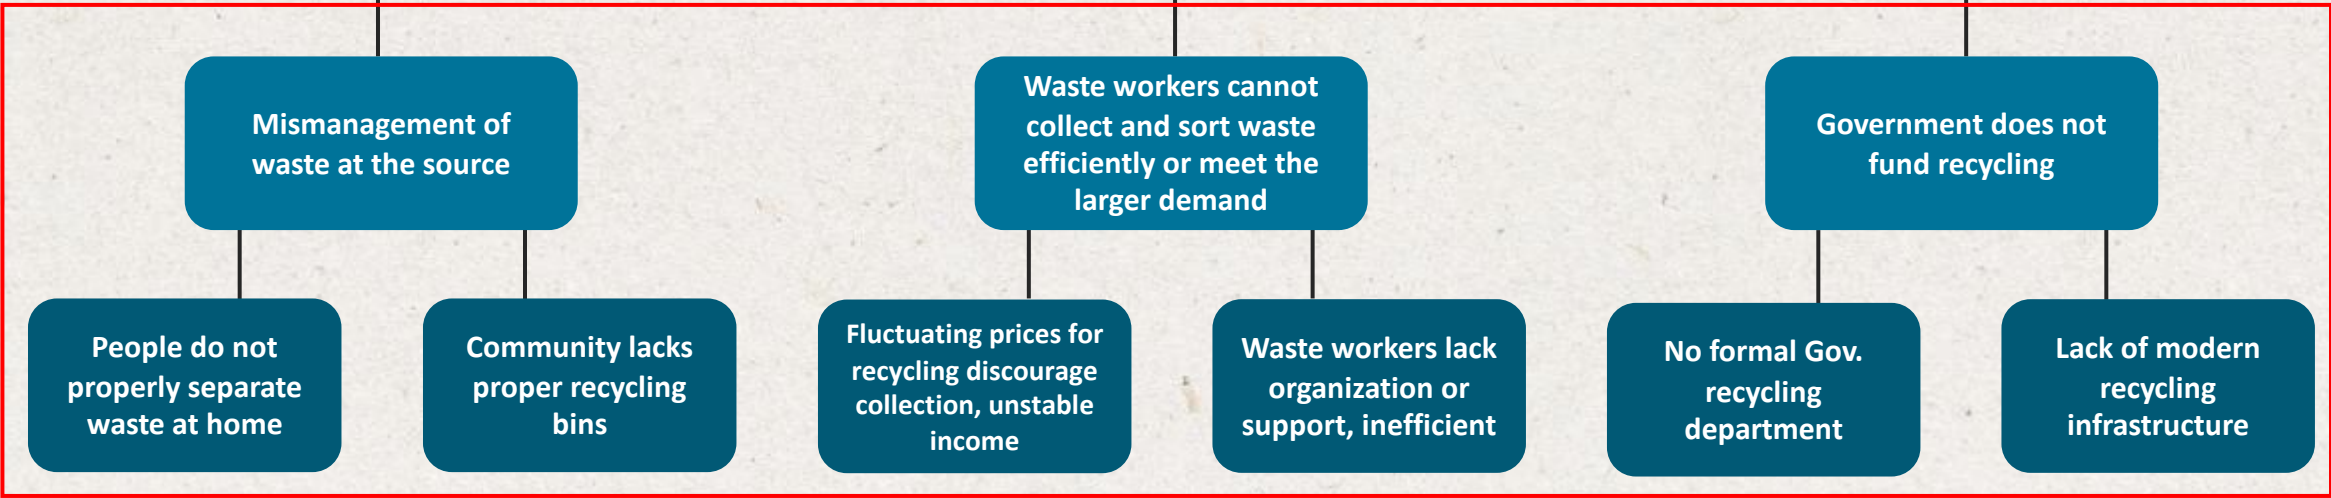 Mismanagement of
waste at the source
Waste workers cannot
collect and sort waste
efficiently or meet the
larger demand
Government does not
fund recycling
People do not
properly separate
waste at home
Community lacks
proper recycling
bins
Fluctuating prices for
recycling discourage
collection, unstable
income
Waste workers lack
organization or
support, inefficient
No formal Gov.
recycling
department
Lack of modern
recycling
infrastructure